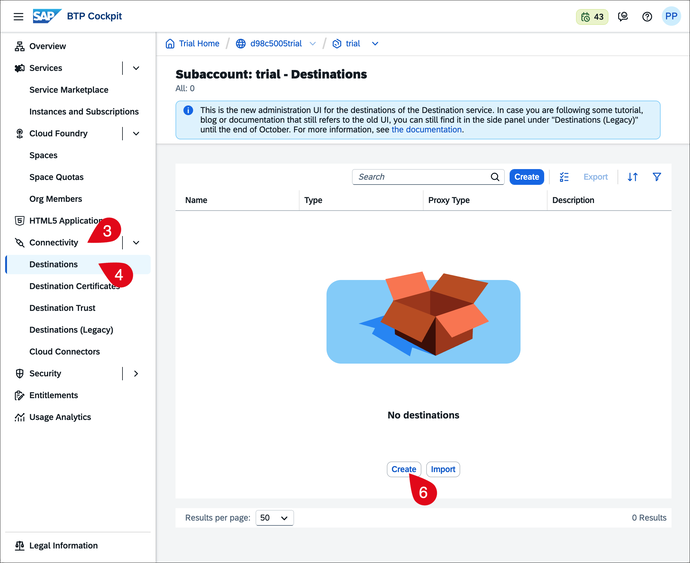 SAP BTP Cockpit
43
PP
Overview
Services
Service Marketplace
Instances and Subscriptions
Cloud Foundry
Spaces
Space Quotas
Org Members
HTML5 Application
Connectivity
3
Destinations
4
Destination Certificates
Destination Trust
Destinations (Legacy)
Cloud Connectors
Security
Entitlements
Usage Analytics
Legal Information
Trial Home / d98c5005trial / trial
Subaccount: trial - Destinations
All: 0
This is the new administration UI for the destinations of the Destination service. In case you are following some tutorial,
blog or documentation that still refers to the old UI, you can still find it in the side panel under "Destinations (Legacy)"
until the end of October. For more information, see the documentation.
Search Create Export
Name Type Proxy Type Description
No destinations
Create Import
6
Results per page: 50 0 Results